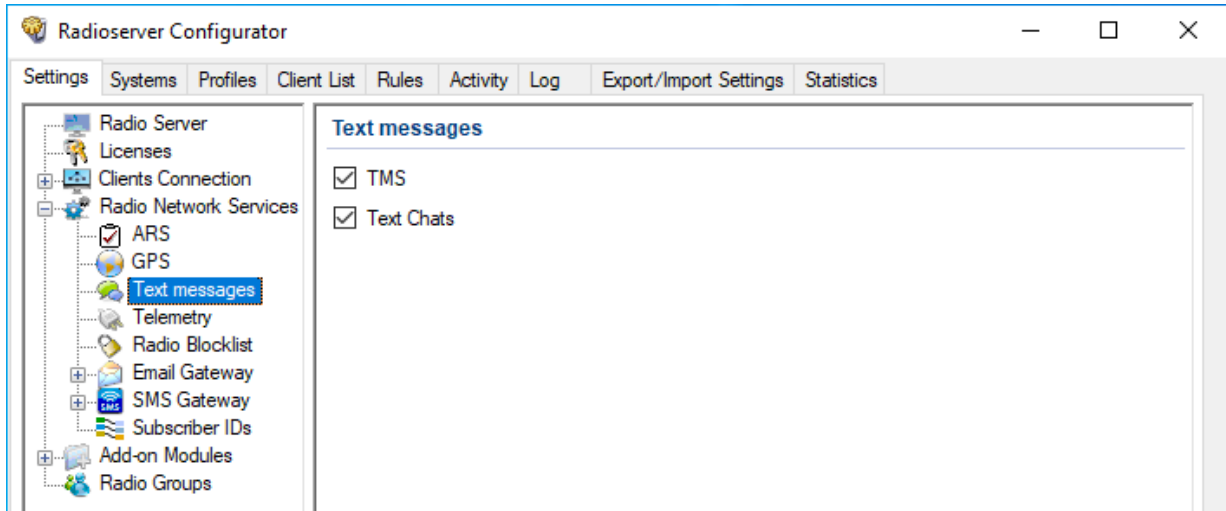 Radioserver Configurator
Settings Systems Profiles Client List Rules Activity Log Export/Import Settings Statistics
Radio Server
Licenses
Clients Connection
Radio Network Services
ARS
GPS
Text messages
Telemetry
Radio Blocklist
Email Gateway
SMS
SMS Gateway
Subscriber IDs
Add-on Modules
Radio Groups
Text messages
TMS
Text Chats